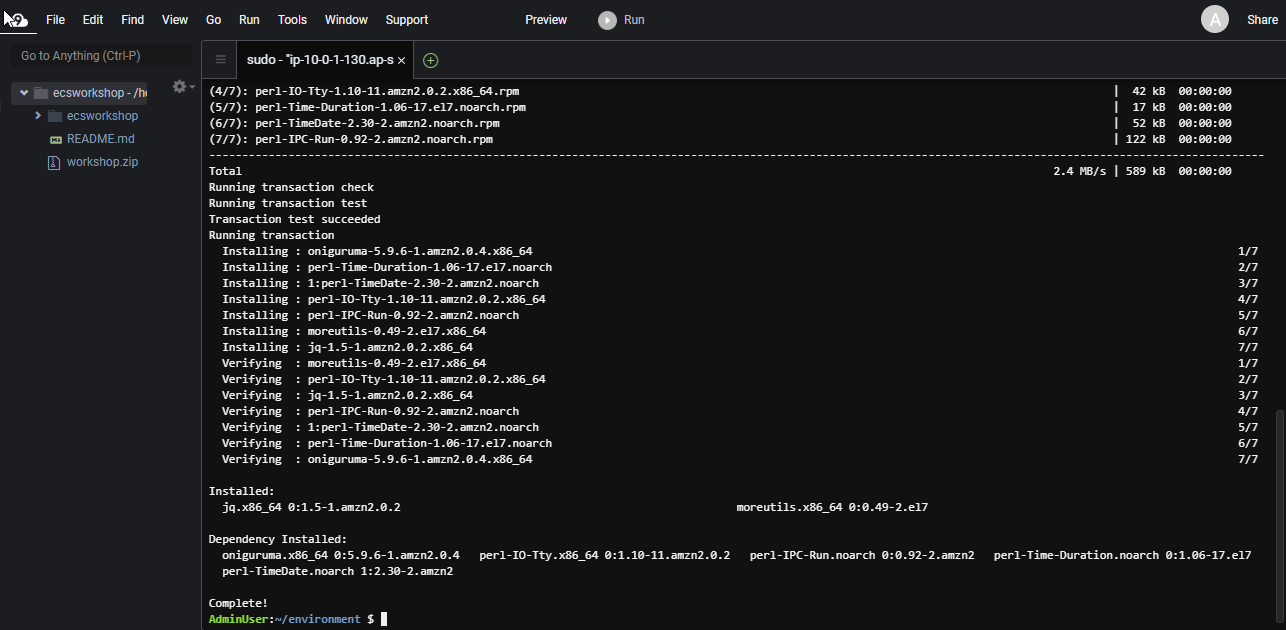 File Edit Find View Go Run Tools Window Support Preview Run A Share
Go to Anything (Ctrl-P)
ecsworkshop - /h
ecsworkshop
README.md
workshop.zip
sudo - "ip-10-0-1-130.ap-s ×
(4/7): perl-IO-Tty-1.10-11.amzn2.0.2.x86_64.rpm | 42 kB 00:00:00
(5/7): perl-Time-Duration-1.06-17.el7.noarch.rpm | 17 kB 00:00:00
(6/7): perl-TimeDate-2.30-2.amzn2.noarch.rpm | 52 kB 00:00:00
(7/7): perl-IPC-Run-0.92-2.amzn2.noarch.rpm | 122 kB 00:00:00
----------------------------------------------------------------------------------------------------------------------------------------------------------------
Total 2.4 MB/s | 589 kB 00:00:00
Running transaction check
Running transaction test
Transaction test succeeded
Running transaction
Installing : oniguruma-5.9.6-1.amzn2.0.4.x86_64 1/7
Installing : perl-Time-Duration-1.06-17.el7.noarch 2/7
Installing : 1:perl-TimeDate-2.30-2.amzn2.noarch 3/7
Installing : perl-IO-Tty-1.10-11.amzn2.0.2.x86_64 4/7
Installing : perl-IPC-Run-0.92-2.amzn2.noarch 5/7
Installing : moreutils-0.49-2.el7.x86_64 6/7
Installing : jq-1.5-1.amzn2.0.2.x86_64 7/7
Verifying : moreutils-0.49-2.el7.x86_64 1/7
Verifying : perl-IO-Tty-1.10-11.amzn2.0.2.x86_64 2/7
Verifying : jq-1.5-1.amzn2.0.2.x86_64 3/7
Verifying : perl-IPC-Run-0.92-2.amzn2.noarch 4/7
Verifying : 1:perl-TimeDate-2.30-2.amzn2.noarch 5/7
Verifying : perl-Time-Duration-1.06-17.el7.noarch 6/7
Verifying : oniguruma-5.9.6-1.amzn2.0.4.x86_64 7/7
Installed:
jq.x86_64 0:1.5-1.amzn2.0.2 moreutils.x86_64 0:0.49-2.el7
Dependency Installed:
oniguruma.x86_64 0:5.9.6-1.amzn2.0.4 perl-IO-Tty.x86_64 0:1.10-11.amzn2.0.2 perl-IPC-Run.noarch 0:0.92-2.amzn2 perl-Time-Duration.noarch 0:1.06-17.el7
perl-TimeDate.noarch 1:2.30-2.amzn2
Complete!
AdminUser:~/environment $